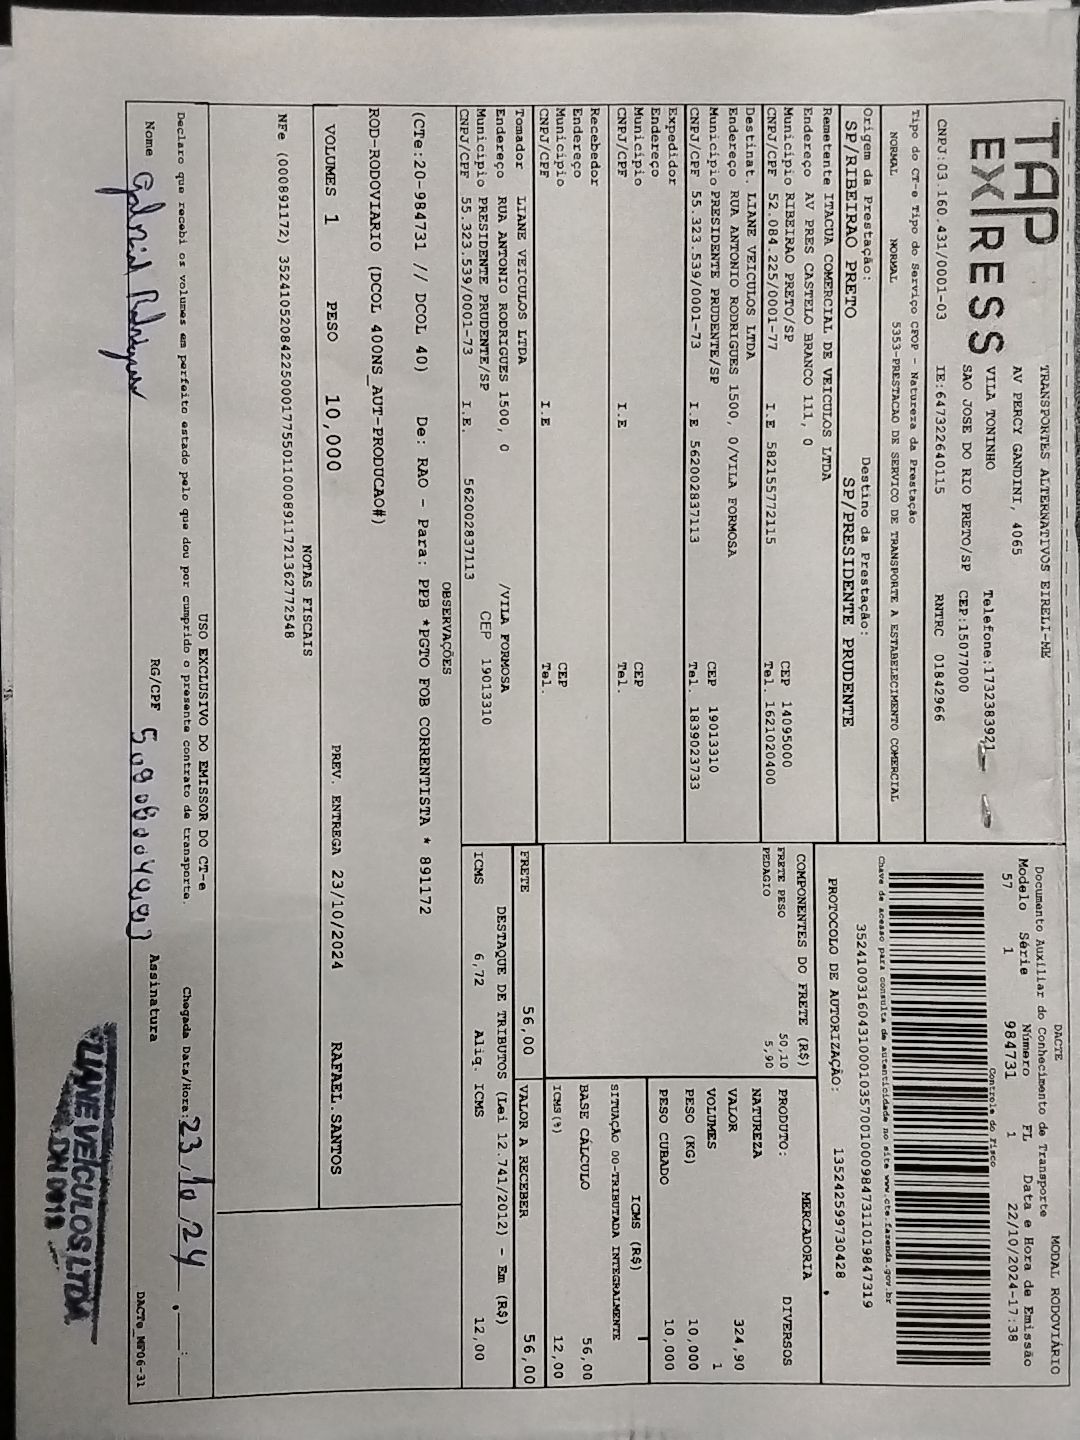 TAP
EXPRESS
TRANSPORTES ALTERNATIVOS EIRELI-ME
AV PERCY GANDINI, 4065
VILA TONINHO Telefone:1732383921
SAO JOSE DO RIO PRETO/SP CEP:15077000
CNPJ:03.160.431/0001-03 IE:647322640115 RNTRC 01842966
Tipo do CT-e Tipo do Serviço CFOP - Natureza da Prestação
NORMAL NORMAL 5353-PRESTACAO DE SERVICO DE TRANSPORTE A ESTABELECIMENTO COMERCIAL
Origem da Prestação: Destino da Prestação:
SP/RIBEIRAO PRETO SP/PRESIDENTE PRUDENTE
Remetente ITACUA COMERCIAL DE VEICULOS LTDA
Endereço AV PRES CASTELO BRANCO 111, 0
Municipio RIBEIRAO PRETO/SP CEP 14095000
CNPJ/CPF 52.084.225/0001-77 I.E 582155772115 Tel. 1621020400
Destinat. LIANE VEICULOS LTDA
Endereço RUA ANTONIO RODRIGUES 1500, 0/VILA FORMOSA
Municipio PRESIDENTE PRUDENTE/SP CEP 19013310
CNPJ/CPF 55.323.539/0001-73 I.E 562002837113 Tel. 1839023733
Expedidor
Endereço
Municipio CEP
CNPJ/CPF I.E Tel.
Recebedor
Endereço
Municipio CEP
CNPJ/CPF I.E Tel.
Tomador LIANE VEICULOS LTDA
Endereço RUA ANTONIO RODRIGUES 1500, 0 /VILA FORMOSA
Municipio PRESIDENTE PRUDENTE/SP CEP 19013310
CNPJ/CPF 55.323.539/0001-73 I.E. 562002837113
DACTE MODAL RODOVIÁRIO
Documento Auxiliar do Conhecimento de Transporte
Modelo Série Número FL Data e Hora de Emissão
57 1 984731 1 22/10/2024-17:38
Controle do Fisco
Chave de acesso para consulta de autenticidade no site www.cte.fazenda.gov.br
35241003160431000103570010009847311019847319
PROTOCOLO DE AUTORIZAÇÃO: 135242599730428
COMPONENTES DO FRETE (R$)
FRETE PESO 50,10
PEDAGIO 5,90
MERCADORIA
PRODUTO: DIVERSOS
NATUREZA
VALOR 324,90
VOLUMES 1
PESO (KG) 10,000
PESO CUBADO 10,000
ICMS (R$)
SITUAÇÃO 00-TRIBUTADA INTEGRALMENTE
BASE CÁLCULO 56,00
ICMS(%) 12,00
FRETE 56,00 VALOR A RECEBER 56,00
DESTAQUE DE TRIBUTOS (Lei 12.741/2012) - Em (R$)
ICMS 6,72 Aliq. ICMS 12,00
OBSERVAÇÕES
(CTe:20-984731 // DCOL 40) De: RAO - Para: PPB *PGTO FOB CORRENTISTA * 891172
ROD-RODOVIARIO (DCOL 40ONS_AUT-PRODUCAO#)
VOLUMES 1 PESO 10,000 PREV. ENTREGA 23/10/2024 RAFAEL.SANTOS
NOTAS FISCAIS
NFe (000891172) 35241052084225000177550110008911721362772548
USO EXCLUSIVO DO EMISSOR DO CT-e
Declaro que recebi os volumes em perfeito estado pelo que dou por cumprido o presente contrato de transporte. Chegada Data/Hora: 23/10/24
Nome Gabriel Rodrigues RG/CPF Assinatura
DACTe_MF06-31
LIANE VEÍCULOS LTDA